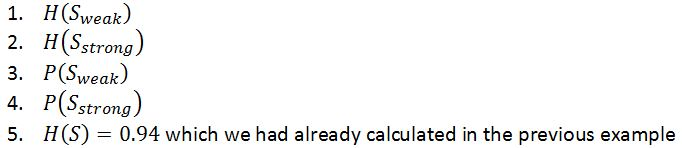 1. H(S_weak)
2. H(S_strong)
3. P(S_weak)
4. P(S_strong)
5. H(S) = 0.94 which we had already calculated in the previous example